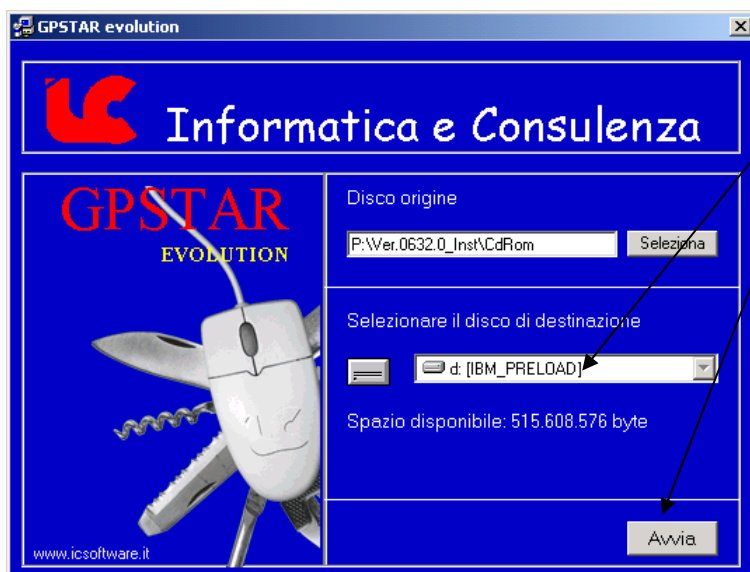 GPSTAR evolution
IC
Informatica e Consulenza
GPSTAR
EVOLUTION
www.icsoftware.it
Disco origine
P:\Ver.0632.0_Inst\CdRom
Seleziona
Selezionare il disco di destinazione
d: [IBM_PRELOAD]
Spazio disponibile: 515.608.576 byte
Avvia